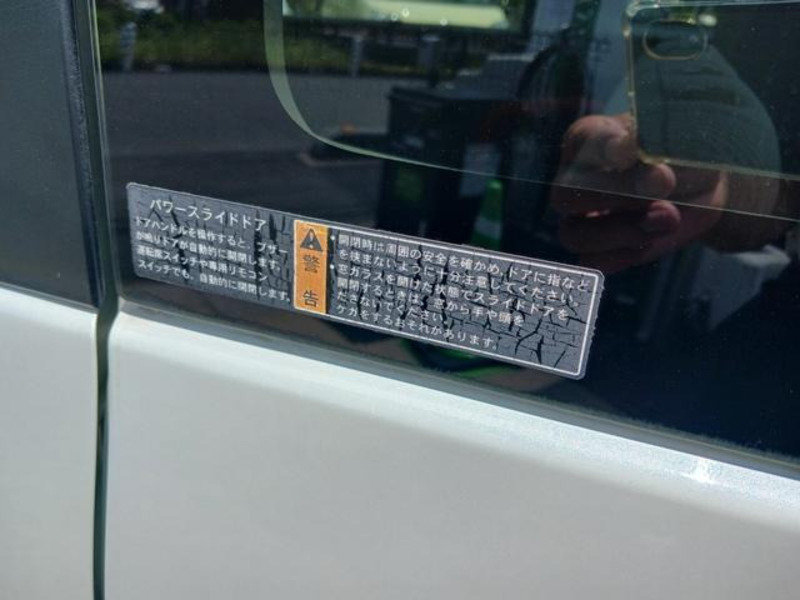 パワースライドドア
ドアハンドルを操作すると、ブザー
が鳴りドアが自動的に開閉します。
運転席スイッチや専用リモコン
スイッチでも、自動的に開閉します。
警告
•開閉時は周囲の安全を確かめ、ドアに指など
を挟まないように十分注意してください。
•窓ガラスを開けた状態でスライドドアを
開閉するときは、窓から手や頭を
ださないでください。
ケガをするおそれがあります。